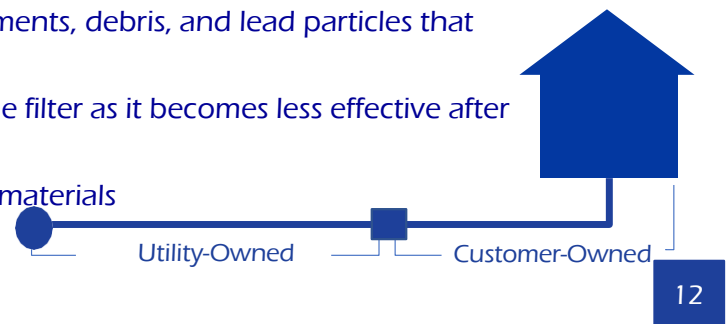 ments, debris, and lead particles that
e filter as it becomes less effective after
materials
Utility-Owned
Customer-Owned
12